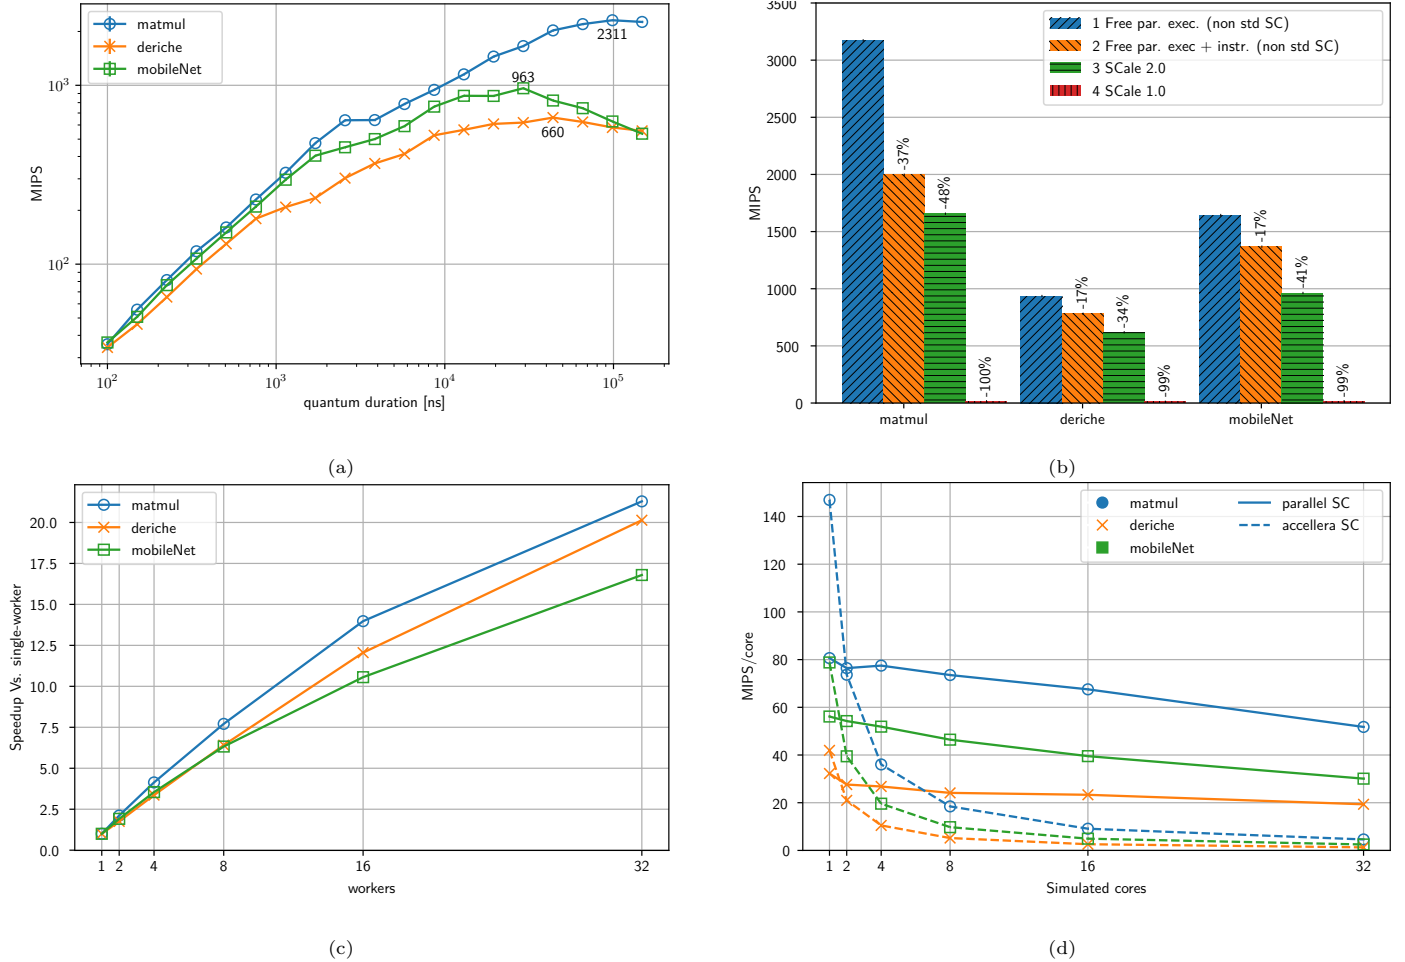 matmul
deriche
mobileNet
2311
963
660
10³
10²
MIPS
10² 10³ 10⁴ 10⁵
quantum duration [ns]
(a)
1 Free par. exec. (non std SC)
2 Free par. exec + instr. (non std SC)
3 SCale 2.0
4 SCale 1.0
3500
3000
2500
2000
1500
1000
500
0
MIPS
-37%
-48%
-100%
-17%
-34%
-99%
-17%
-41%
-99%
matmul deriche mobileNet
(b)
matmul
deriche
mobileNet
20.0
17.5
15.0
12.5
10.0
7.5
5.0
2.5
0.0
Speedup Vs. single-worker
1 2 4 8 16 32
workers
(c)
matmul parallel SC
deriche accellera SC
mobileNet
140
120
100
80
60
40
20
0
MIPS/core
1 2 4 8 16 32
Simulated cores
(d)